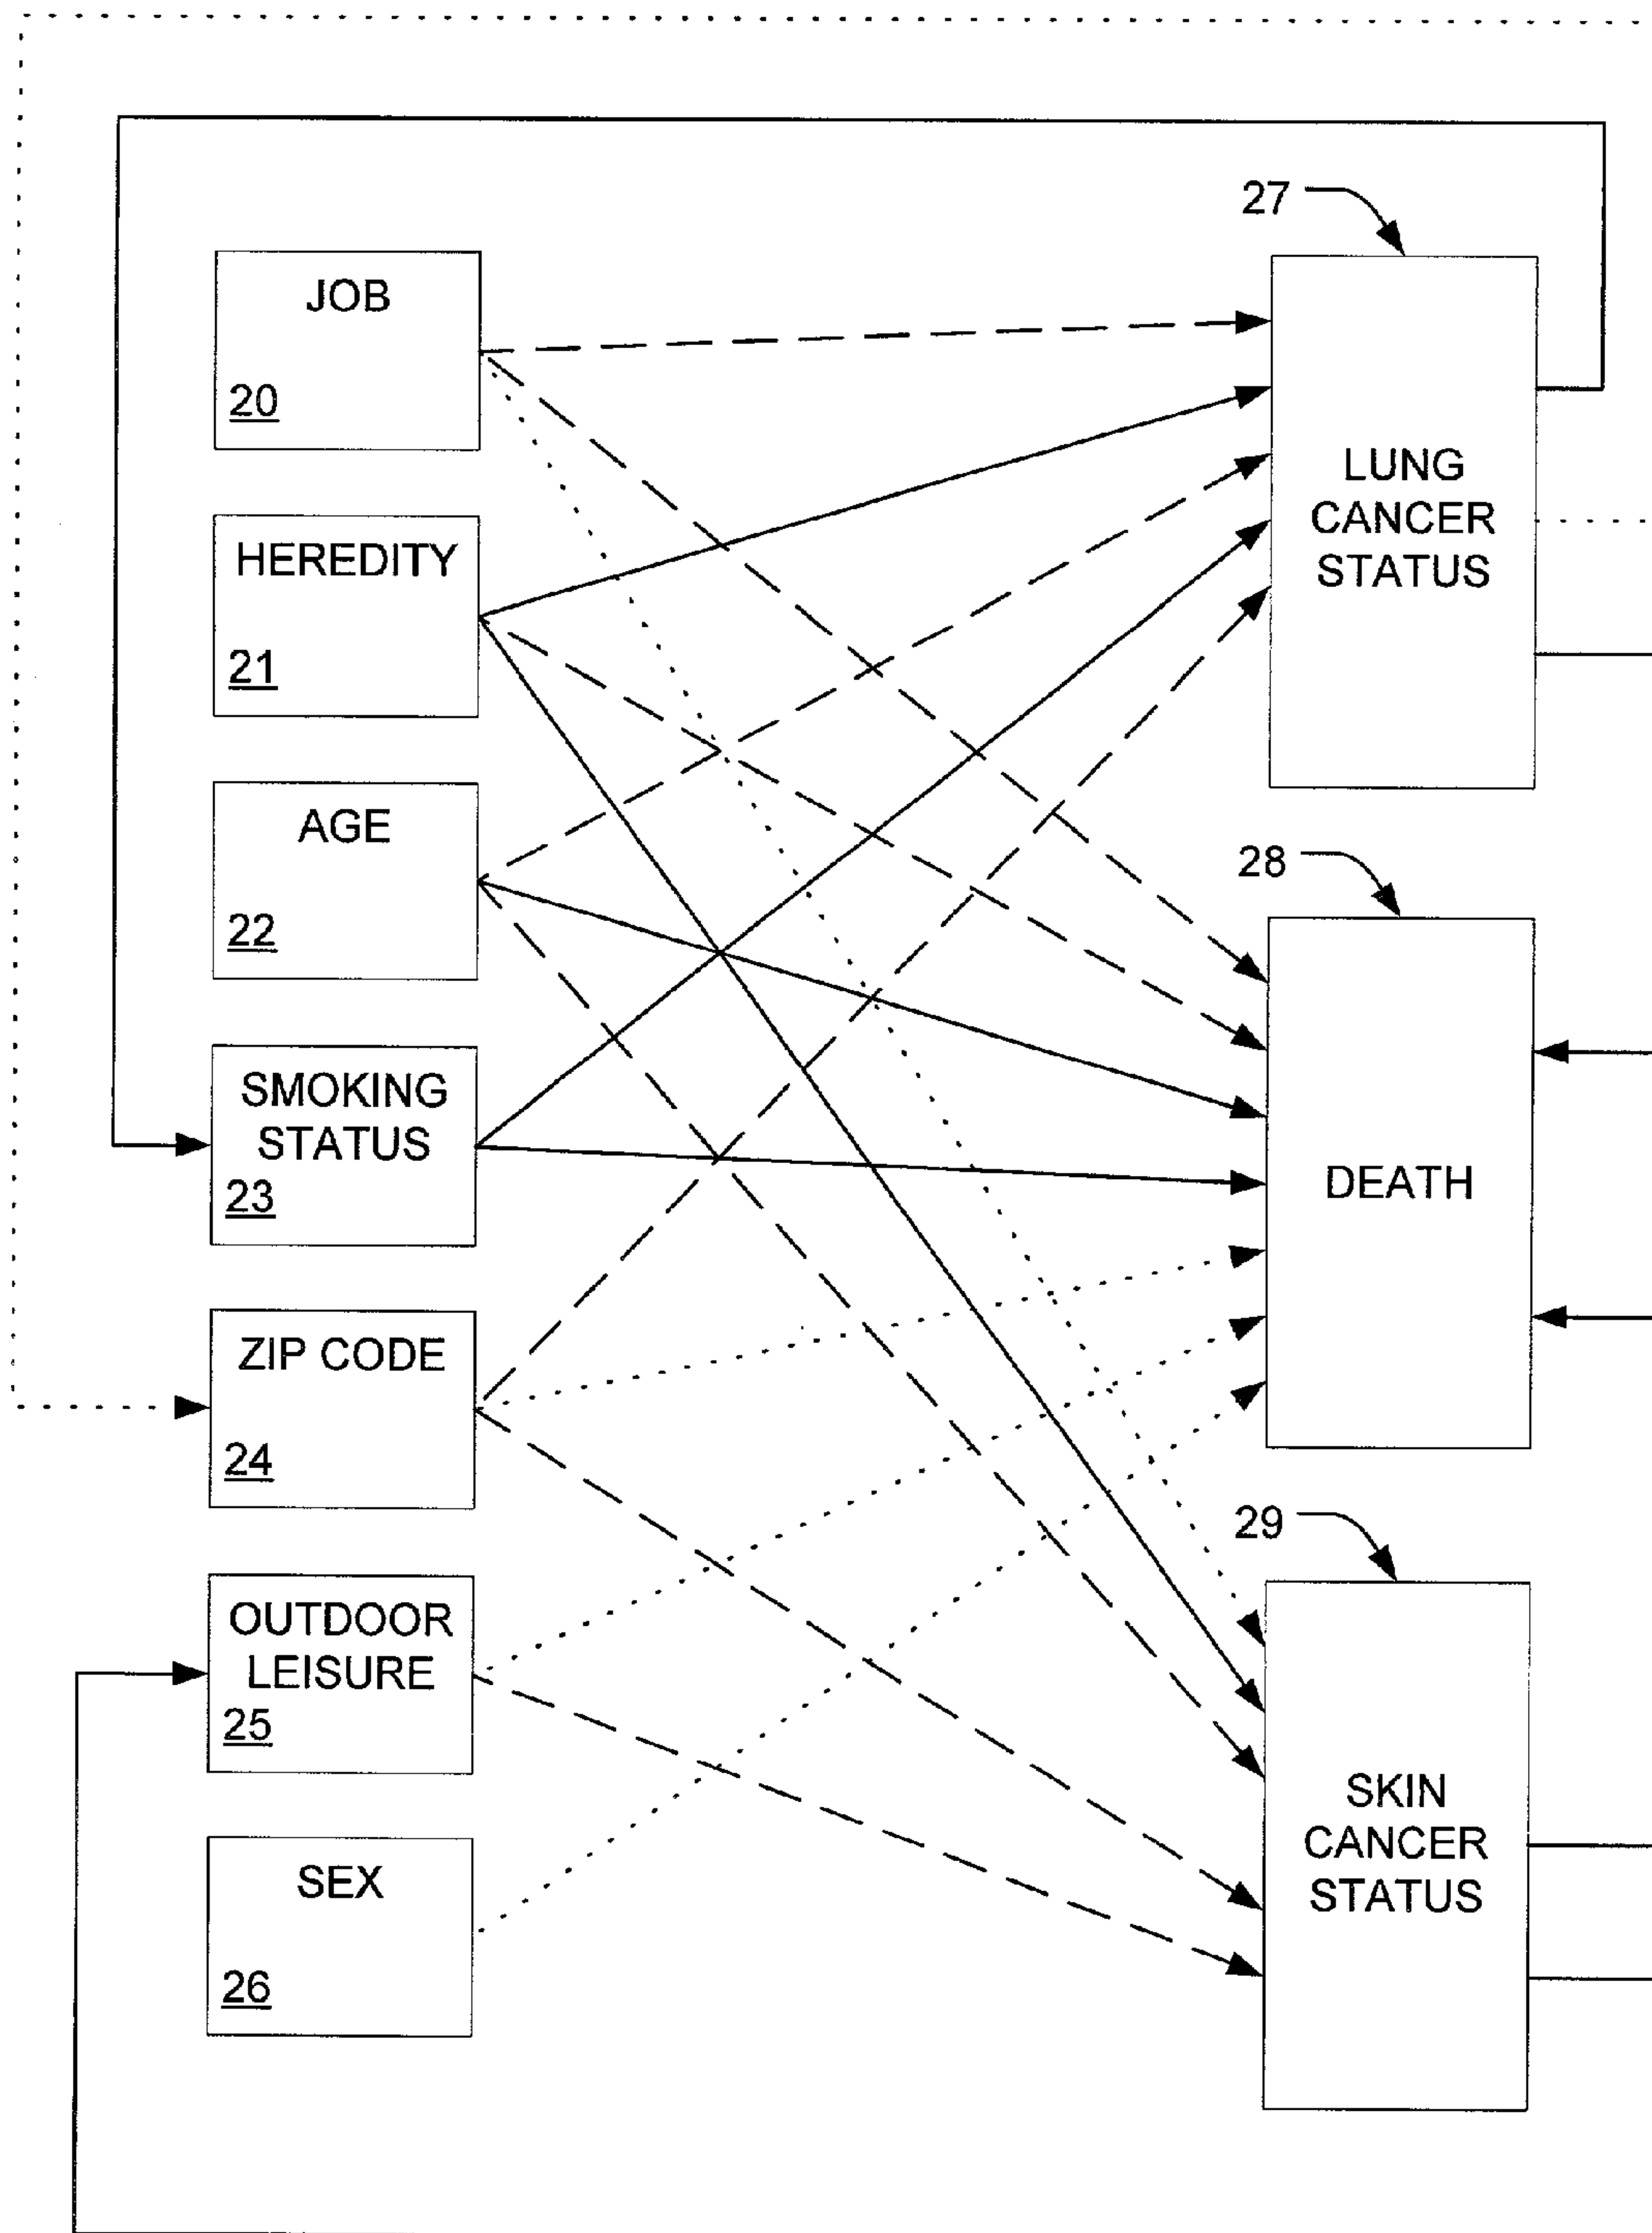 JOB
20
HEREDITY
21
AGE
22
SMOKING
STATUS
23
ZIP CODE
24
OUTDOOR
LEISURE
25
SEX
26
27
LUNG
CANCER
STATUS
28
DEATH
29
SKIN
CANCER
STATUS